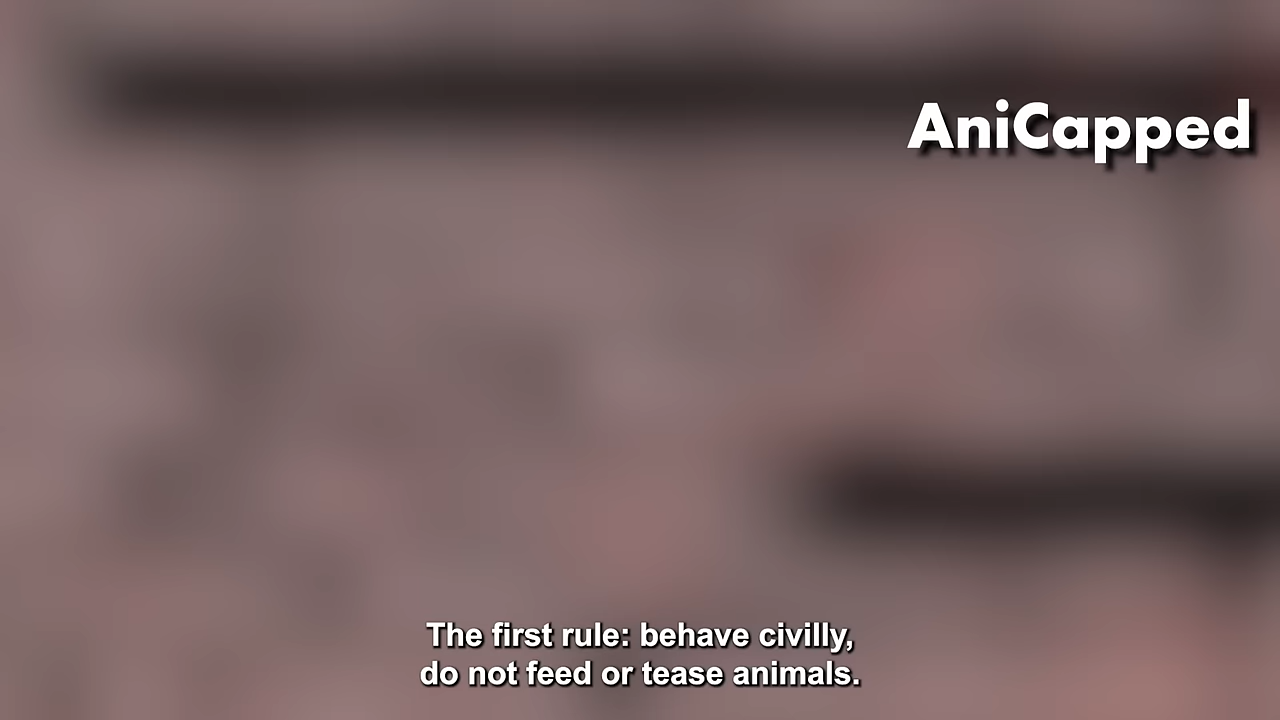 AniCapped
The first rule: behave civilly,
do not feed or tease animals.